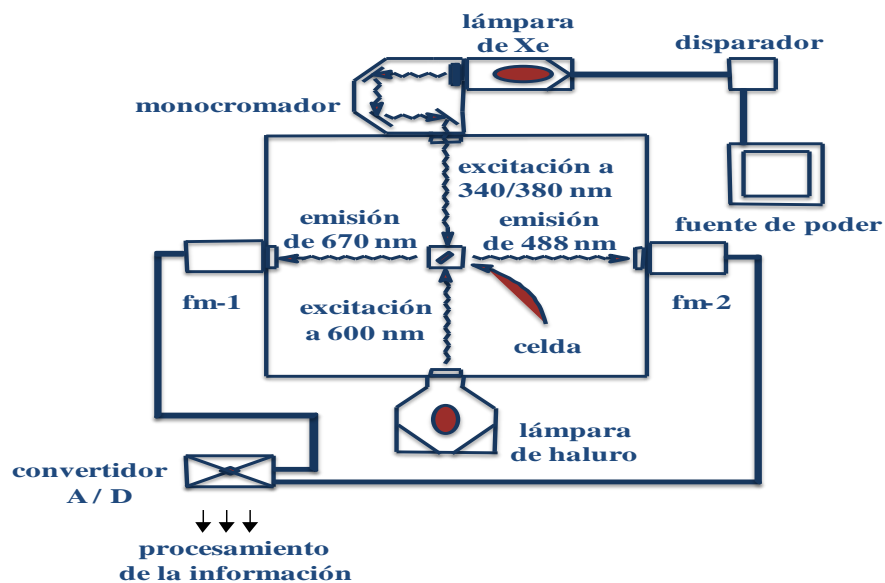 lámpara
de Xe
disparador
monocromador
excitación a
340/380 nm
fuente de poder
emisión
de 670 nm
emisión
de 488 nm
fm-1
fm-2
excitación
a 600 nm
celda
lámpara
de haluro
convertidor
A / D
procesamiento
de la información